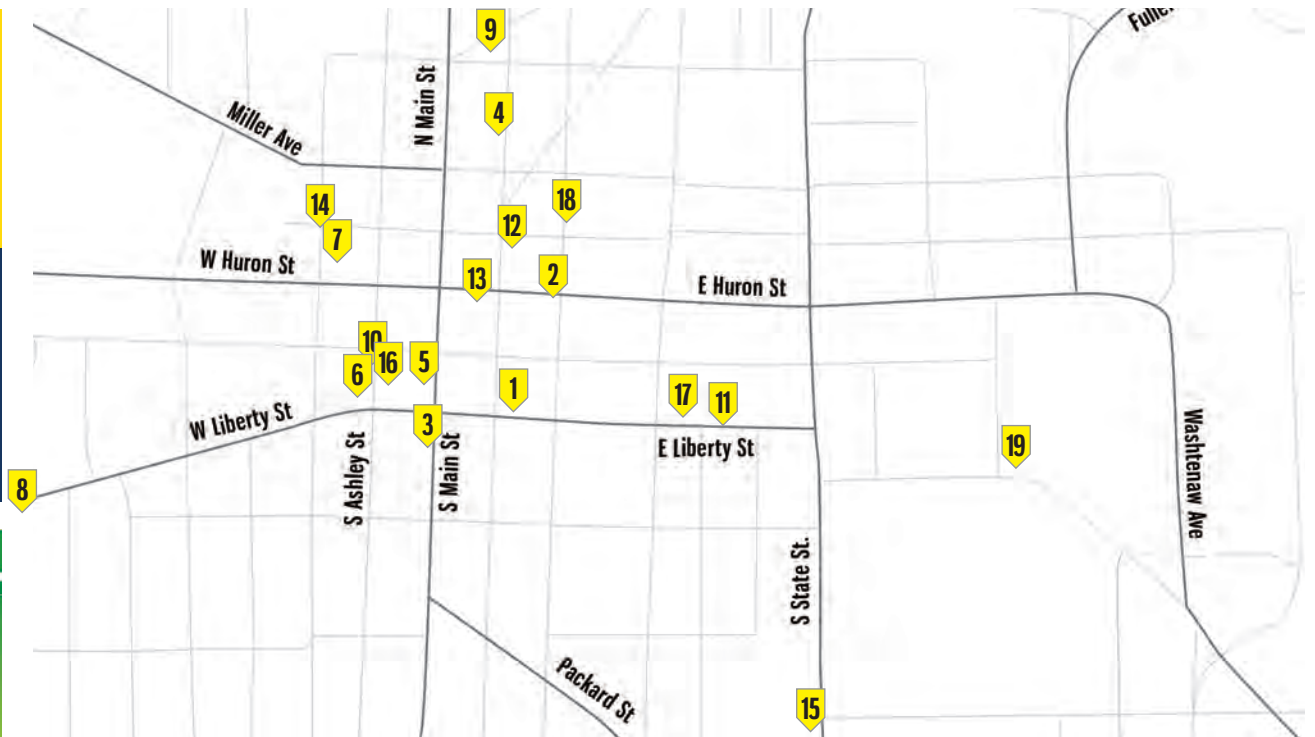 9
Fuller
N Main St
4
Miller Ave
14
18
12
7
W Huron St
13
2
E Huron St
10
16
5
6
1
17
11
3
W Liberty St
E Liberty St
19
8
S Ashley St
S Main St
Washtenaw Ave
S State St.
Packard St
15